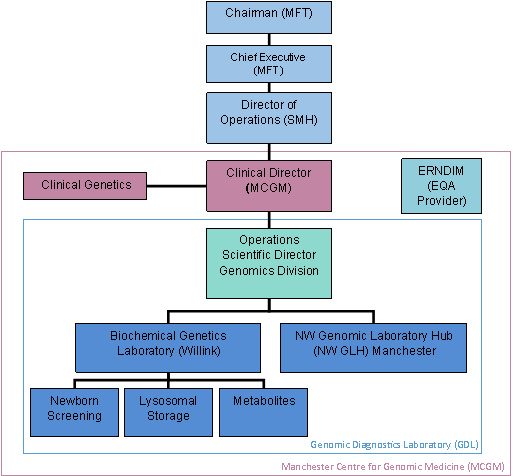 Chairman (MFT)
Chief Executive
(MFT)
Director of
Operations (SMH)
Clinical Director
(MCGM)
Clinical Genetics
ERNDIM
(EQA
Provider)
Operations
Scientific Director
Genomics Division
Biochemical Genetics
Laboratory (Willink)
NW Genomic Laboratory Hub
(NW GLH) Manchester
Newborn
Screening
Lysosomal
Storage
Metabolites
Genomic Diagnostics Laboratory (GDL)
Manchester Centre for Genomic Medicine (MCGM)